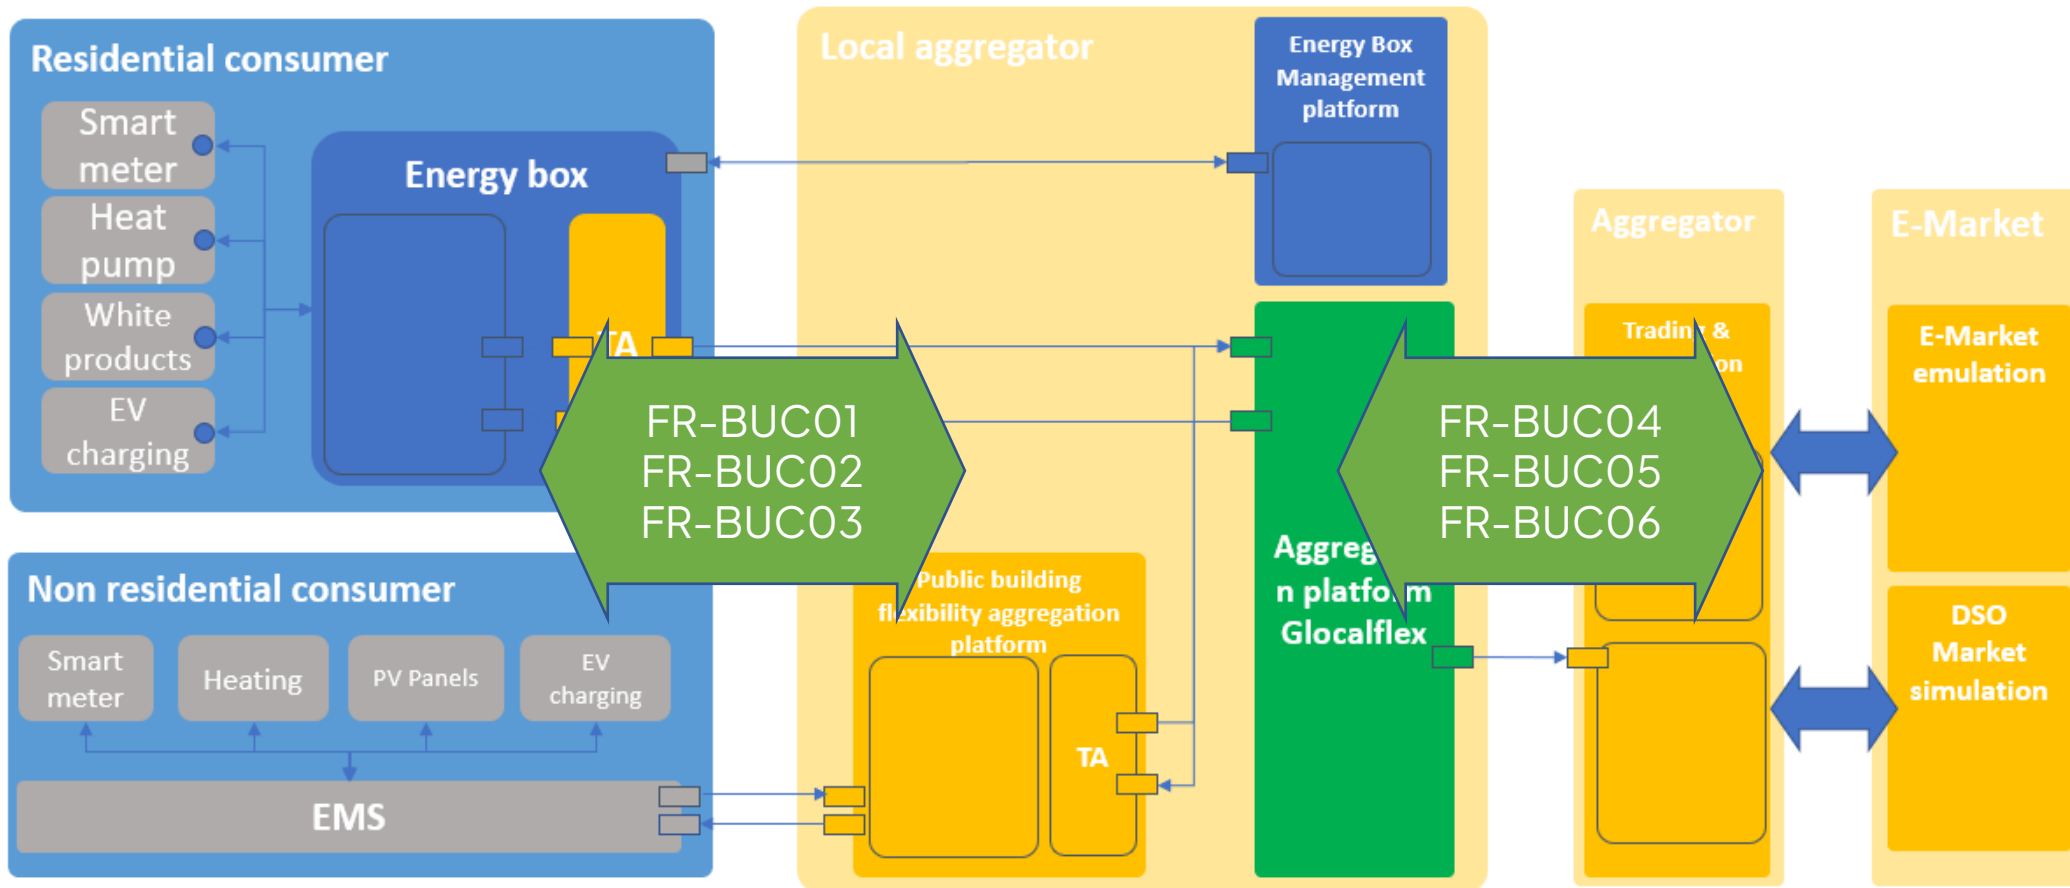 Residential consumer
Smart
meter
Heat
pump
White
products
EV
charging
Energy box
TA
Local aggregator
Energy Box
Management
platform
Aggregator
E-Market
Trading &
E-Market
emulation
FR-BUC01
FR-BUC02
FR-BUC03
FR-BUC04
FR-BUC05
FR-BUC06
Non residential consumer
Smart
meter
Heating
PV Panels
EV
charging
EMS
Public building
flexibility aggregation
platform
TA
n platform
Glocalflex
DSO
Market
simulation